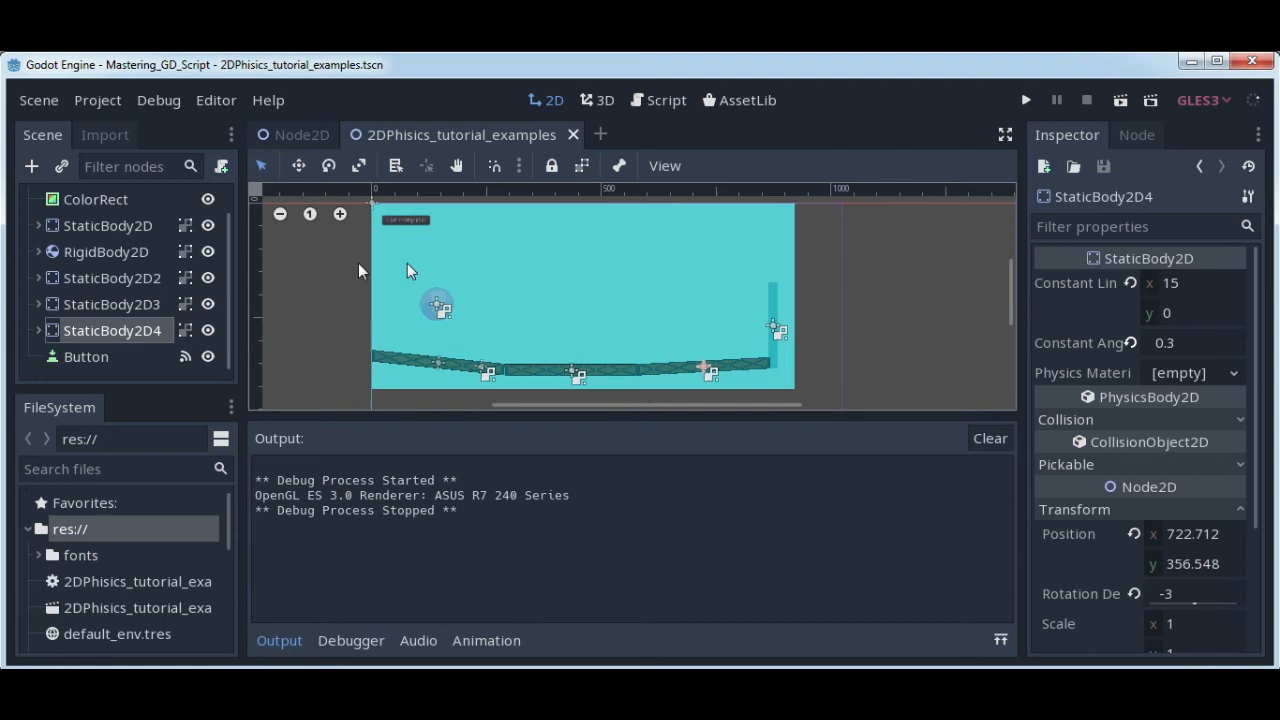 Godot Engine - Mastering_GD_Script - 2DPhisics_tutorial_examples.tscn
Scene Project Debug Editor Help
2D 3D Script AssetLib
GLES3
Scene Import
Filter nodes
ColorRect
StaticBody2D
RigidBody2D
StaticBody2D2
StaticBody2D3
StaticBody2D4
Button
FileSystem
res://
Search files
Favorites:
res://
fonts
2DPhisics_tutorial_exa
2DPhisics_tutorial_exa
default_env.tres
Node2D 2DPhisics_tutorial_examples
View
0 500 1000
0
1
Use Integrator
Output: Clear
** Debug Process Started **
OpenGL ES 3.0 Renderer: ASUS R7 240 Series
** Debug Process Stopped **
Output Debugger Audio Animation
Inspector Node
StaticBody2D4
Filter properties
StaticBody2D
Constant Lin x 15
y 0
Constant Ang 0.3
Physics Materi [empty]
PhysicsBody2D
Collision
CollisionObject2D
Pickable
Node2D
Transform
Position x 722.712
y 356.548
Rotation De -3
Scale x 1